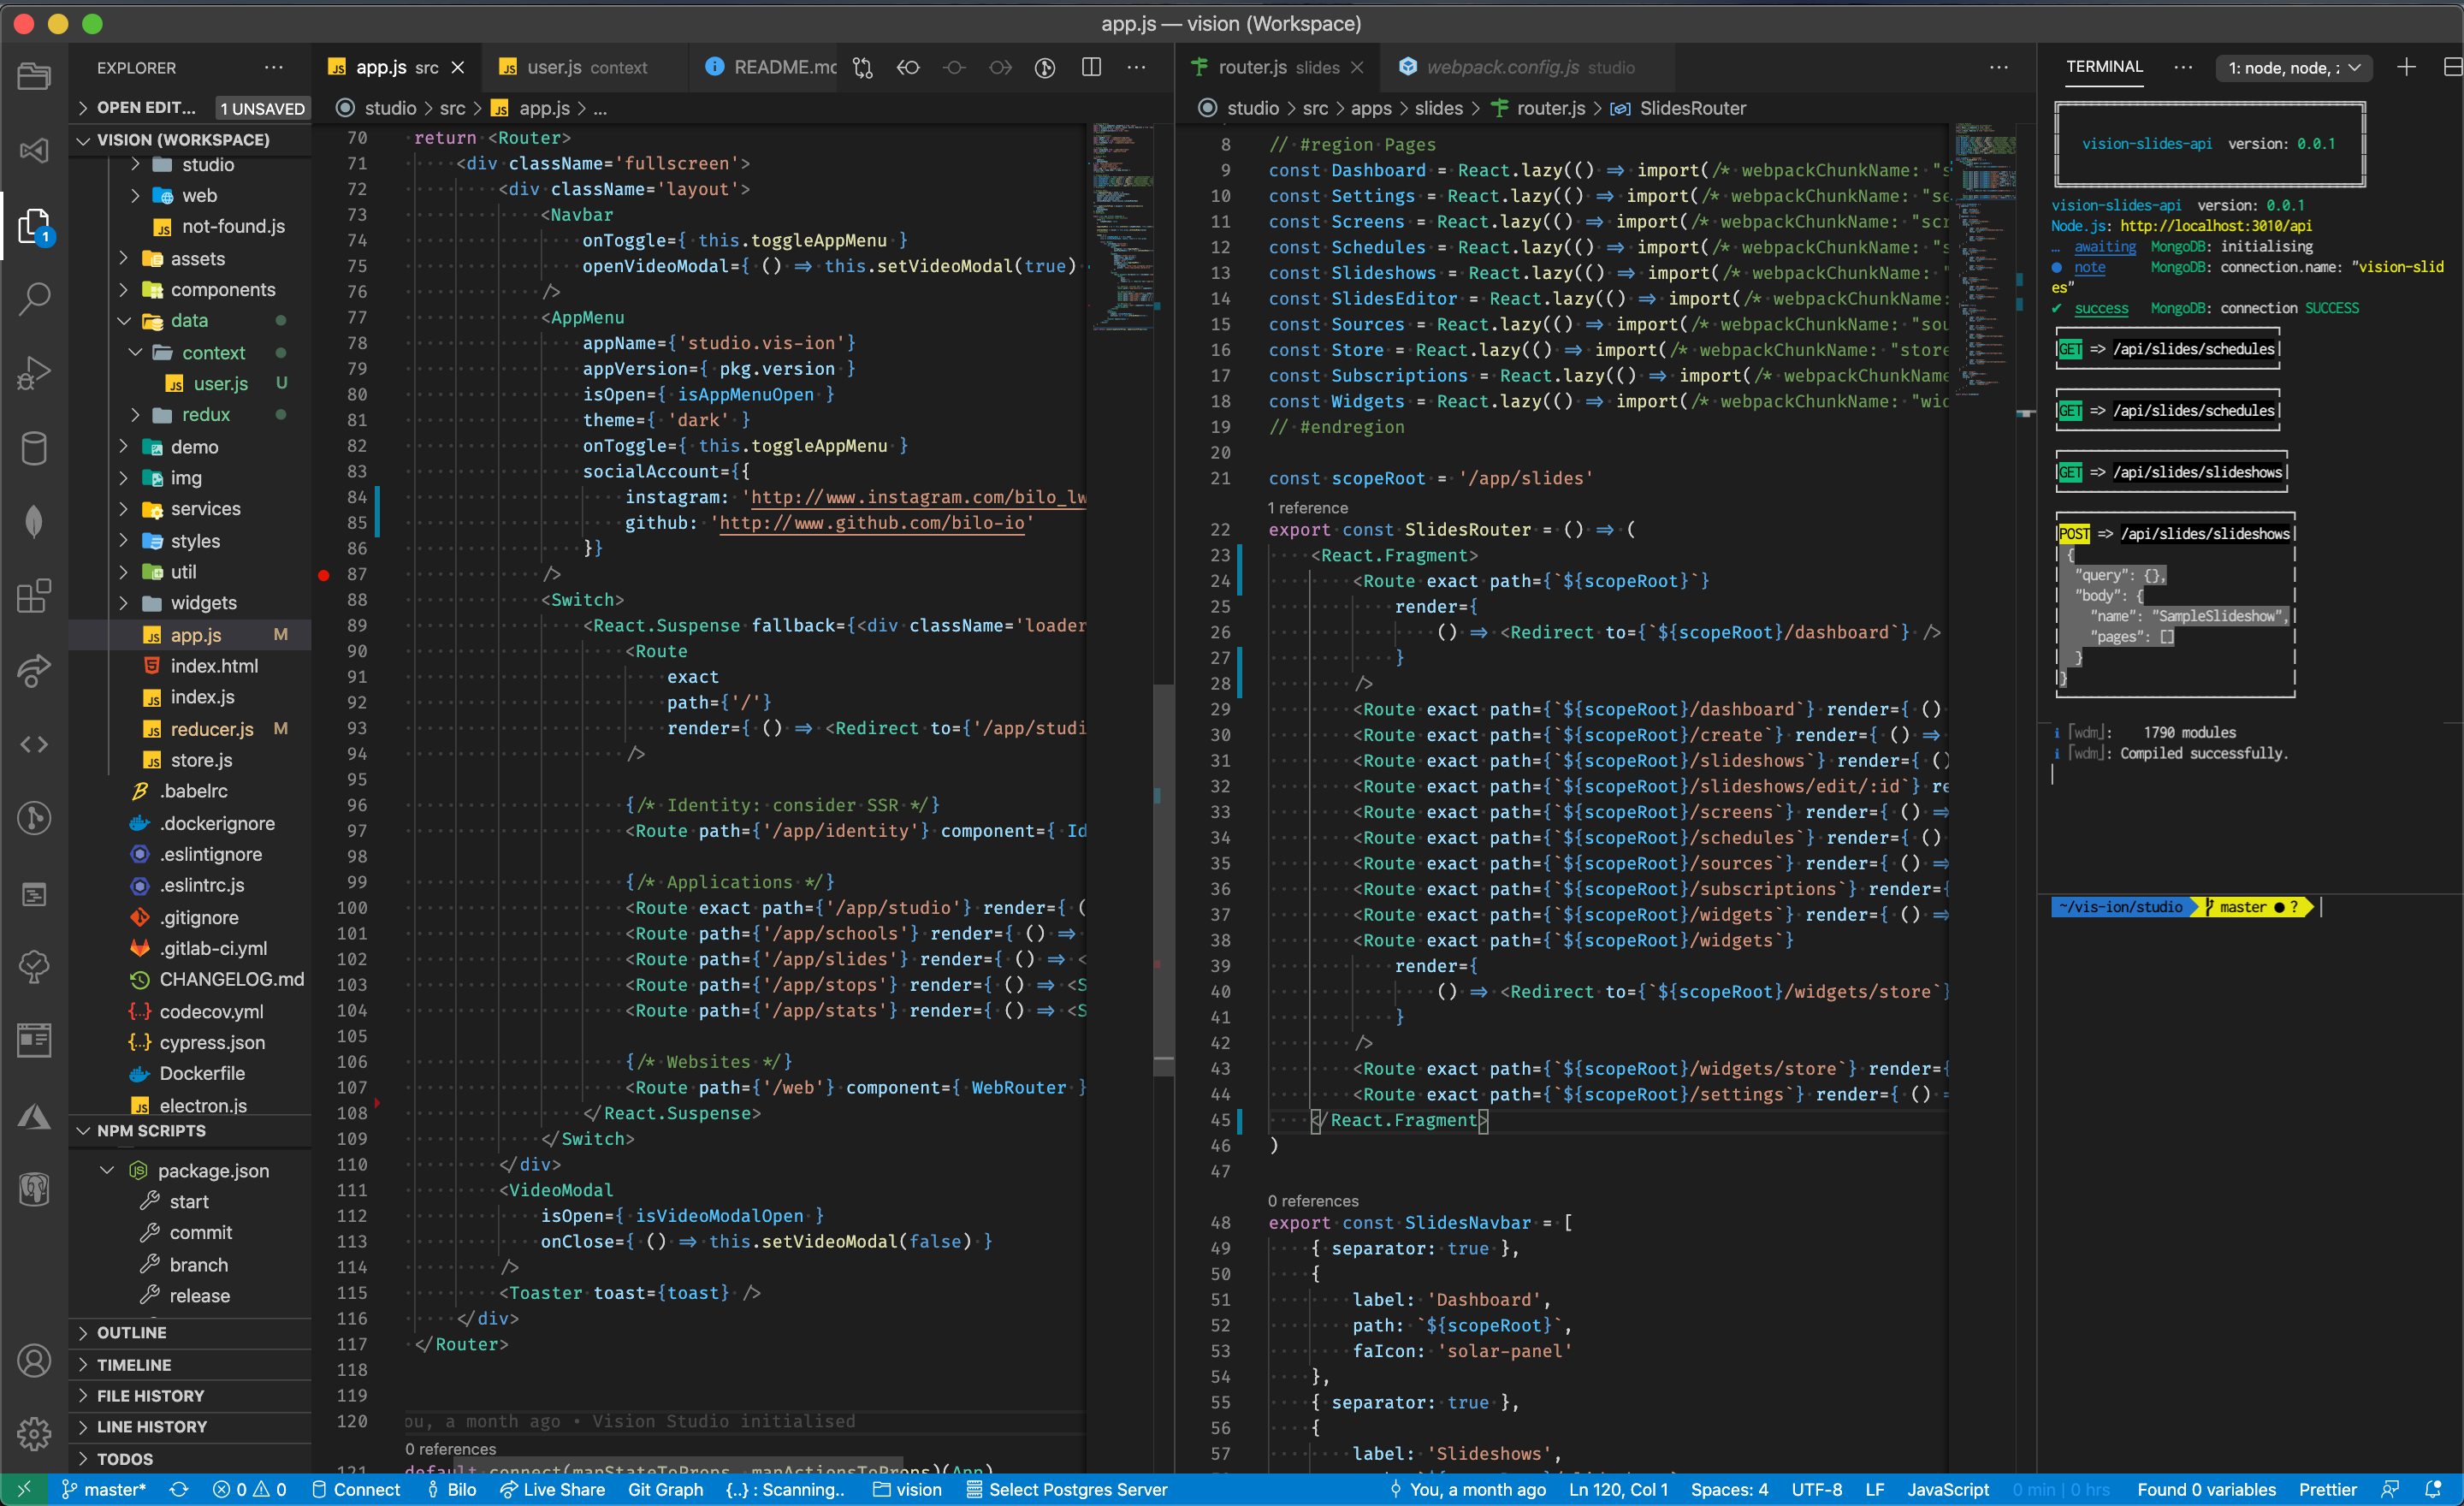 app.js — vision (Workspace)
EXPLORER
OPEN EDIT... 1 UNSAVED
VISION (WORKSPACE)
studio
web
not-found.js
assets
components
data
context
user.js U
redux
demo
img
services
styles
util
widgets
app.js M
index.html
index.js
reducer.js M
store.js
.babelrc
.dockerignore
.eslintignore
.eslintrc.js
.gitignore
.gitlab-ci.yml
CHANGELOG.md
codecov.yml
cypress.json
Dockerfile
electron.js
NPM SCRIPTS
package.json
start
commit
branch
release
OUTLINE
TIMELINE
FILE HISTORY
LINE HISTORY
TODOS
app.js src user.js context README.mc
studio > src > app.js > ...
70 return <Router>
71 <div className='fullscreen'>
72 <div className='layout'>
73 <Navbar
74 onToggle={ this.toggleAppMenu }
75 openVideoModal={ () => this.setVideoModal(true)
76 />
77 <AppMenu
78 appName={'studio.vis-ion'}
79 appVersion={ pkg.version }
80 isOpen={ isAppMenuOpen }
81 theme={ 'dark' }
82 onToggle={ this.toggleAppMenu }
83 socialAccount={{
84 instagram: 'http://www.instagram.com/bilo_lw
85 github: 'http://www.github.com/bilo-io'
86 }}
87 />
88 <Switch>
89 <React.Suspense fallback={<div className='loader
90 <Route
91 exact
92 path={'/'}
93 render={ () => <Redirect to={'/app/studi
94 />
95
96 {/* Identity: consider SSR */}
97 <Route path={'/app/identity'} component={ Id
98
99 {/* Applications */}
100 <Route exact path={'/app/studio'} render={ (
101 <Route path={'/app/schools'} render={ () =>
102 <Route path={'/app/slides'} render={ () => <
103 <Route path={'/app/stops'} render={ () => <S
104 <Route path={'/app/stats'} render={ () => <S
105
106 {/* Websites */}
107 <Route path={'/web'} component={ WebRouter }
108 </React.Suspense>
109 </Switch>
110 </div>
111 <VideoModal
112 isOpen={ isVideoModalOpen }
113 onClose={ () => this.setVideoModal(false) }
114 />
115 <Toaster toast={toast} />
116 </div>
117 </Router>
118
119
120 ou, a month ago • Vision Studio initialised
0 references
121 default connect(mapStateToProps, mapActionsToProps)(App)
router.js slides webpack.config.js studio
studio > src > apps > slides > router.js > SlidesRouter
8 // #region Pages
9 const Dashboard = React.lazy(() => import(/* webpackChunkName: "s
10 const Settings = React.lazy(() => import(/* webpackChunkName: "se
11 const Screens = React.lazy(() => import(/* webpackChunkName: "scr
12 const Schedules = React.lazy(() => import(/* webpackChunkName: "s
13 const Slideshows = React.lazy(() => import(/* webpackChunkName: "
14 const SlidesEditor = React.lazy(() => import(/* webpackChunkName:
15 const Sources = React.lazy(() => import(/* webpackChunkName: "sou
16 const Store = React.lazy(() => import(/* webpackChunkName: "store
17 const Subscriptions = React.lazy(() => import(/* webpackChunkName
18 const Widgets = React.lazy(() => import(/* webpackChunkName: "wid
19 // #endregion
20
21 const scopeRoot = '/app/slides'
1 reference
22 export const SlidesRouter = () => (
23 <React.Fragment>
24 <Route exact path={`${scopeRoot}`}
25 render={
26 () => <Redirect to={`${scopeRoot}/dashboard`} />
27 }
28 />
29 <Route exact path={`${scopeRoot}/dashboard`} render={ ()
30 <Route exact path={`${scopeRoot}/create`} render={ () =>
31 <Route exact path={`${scopeRoot}/slideshows`} render={ ()
32 <Route exact path={`${scopeRoot}/slideshows/edit/:id`} re
33 <Route exact path={`${scopeRoot}/screens`} render={ () =>
34 <Route exact path={`${scopeRoot}/schedules`} render={ ()
35 <Route exact path={`${scopeRoot}/sources`} render={ () =>
36 <Route exact path={`${scopeRoot}/subscriptions`} render={
37 <Route exact path={`${scopeRoot}/widgets`} render={ () =>
38 <Route exact path={`${scopeRoot}/widgets`}
39 render={
40 () => <Redirect to={`${scopeRoot}/widgets/store`}
41 }
42 />
43 <Route exact path={`${scopeRoot}/widgets/store`} render={
44 <Route exact path={`${scopeRoot}/settings`} render={ () =
45 </React.Fragment>
46 )
47
0 references
48 export const SlidesNavbar = [
49 { separator: true },
50 {
51 label: 'Dashboard',
52 path: `${scopeRoot}`,
53 faIcon: 'solar-panel'
54 },
55 { separator: true },
56 {
57 label: 'Slideshows',
TERMINAL 1: node, node, :
vision-slides-api version: 0.0.1
vision-slides-api version: 0.0.1
Node.js: http://localhost:3010/api
… awaiting MongoDB: initialising
● note MongoDB: connection.name: "vision-slid
es"
✔ success MongoDB: connection SUCCESS
GET => /api/slides/schedules
GET => /api/slides/schedules
GET => /api/slides/slideshows
POST => /api/slides/slideshows
{
"query": {},
"body": {
"name": "SampleSlideshow",
"pages": []
}
}
i ｢wdm｣: 1790 modules
i ｢wdm｣: Compiled successfully.
~/vis-ion/studio master ● ?
master* 0 0 Connect Bilo Live Share Git Graph {..} : Scanning.. vision Select Postgres Server You, a month ago Ln 120, Col 1 Spaces: 4 UTF-8 LF JavaScript 0 min | 0 hrs Found 0 variables Prettier